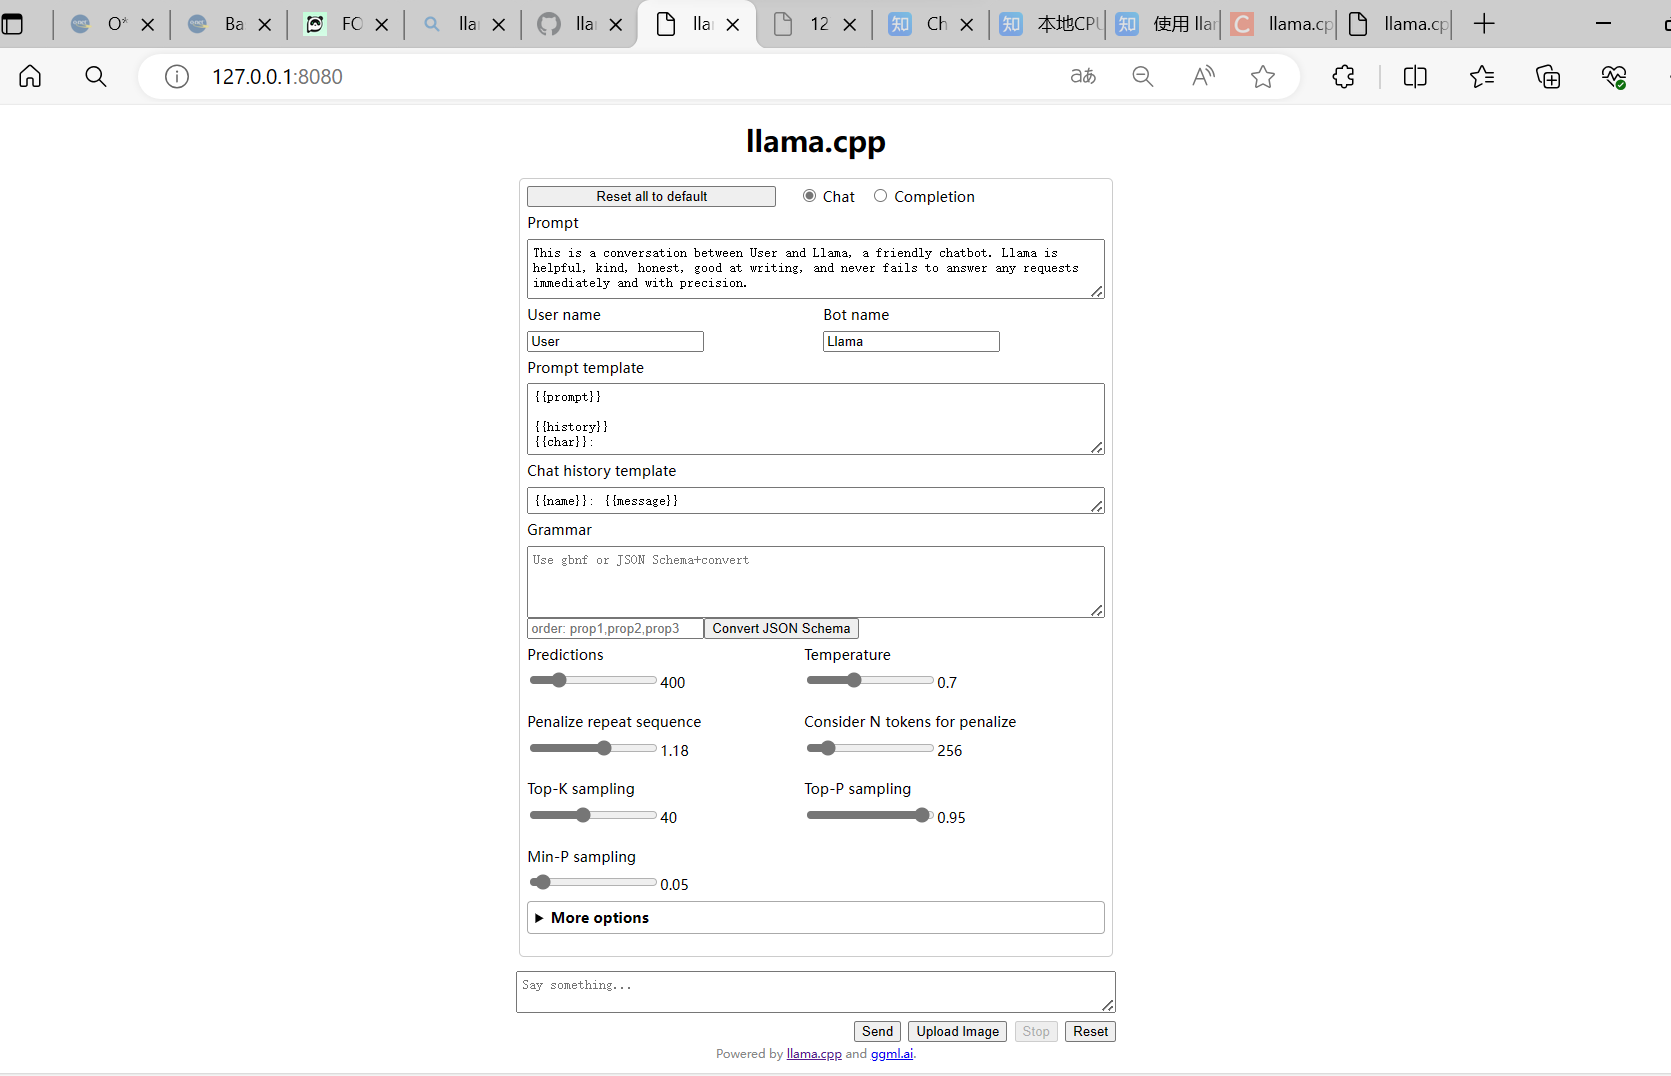 O*
Ba
FO
lla
lla
lla
12
Ch
本地CPU
使用 llam
llama.cp
llama.cp
127.0.0.1:8080
llama.cpp
Reset all to default
Chat
Completion
Prompt
This is a conversation between User and Llama, a friendly chatbot. Llama is
helpful, kind, honest, good at writing, and never fails to answer any requests
immediately and with precision.
User name
Bot name
User
Llama
Prompt template
{{prompt}}
{{history}}
{{char}}:
Chat history template
{{name}}: {{message}}
Grammar
Use gbnf or JSON Schema+convert
order: prop1,prop2,prop3
Convert JSON Schema
Predictions
Temperature
400
0.7
Penalize repeat sequence
Consider N tokens for penalize
1.18
256
Top-K sampling
Top-P sampling
40
0.95
Min-P sampling
0.05
More options
Say something...
Send
Upload Image
Stop
Reset
Powered by llama.cpp and ggml.ai.